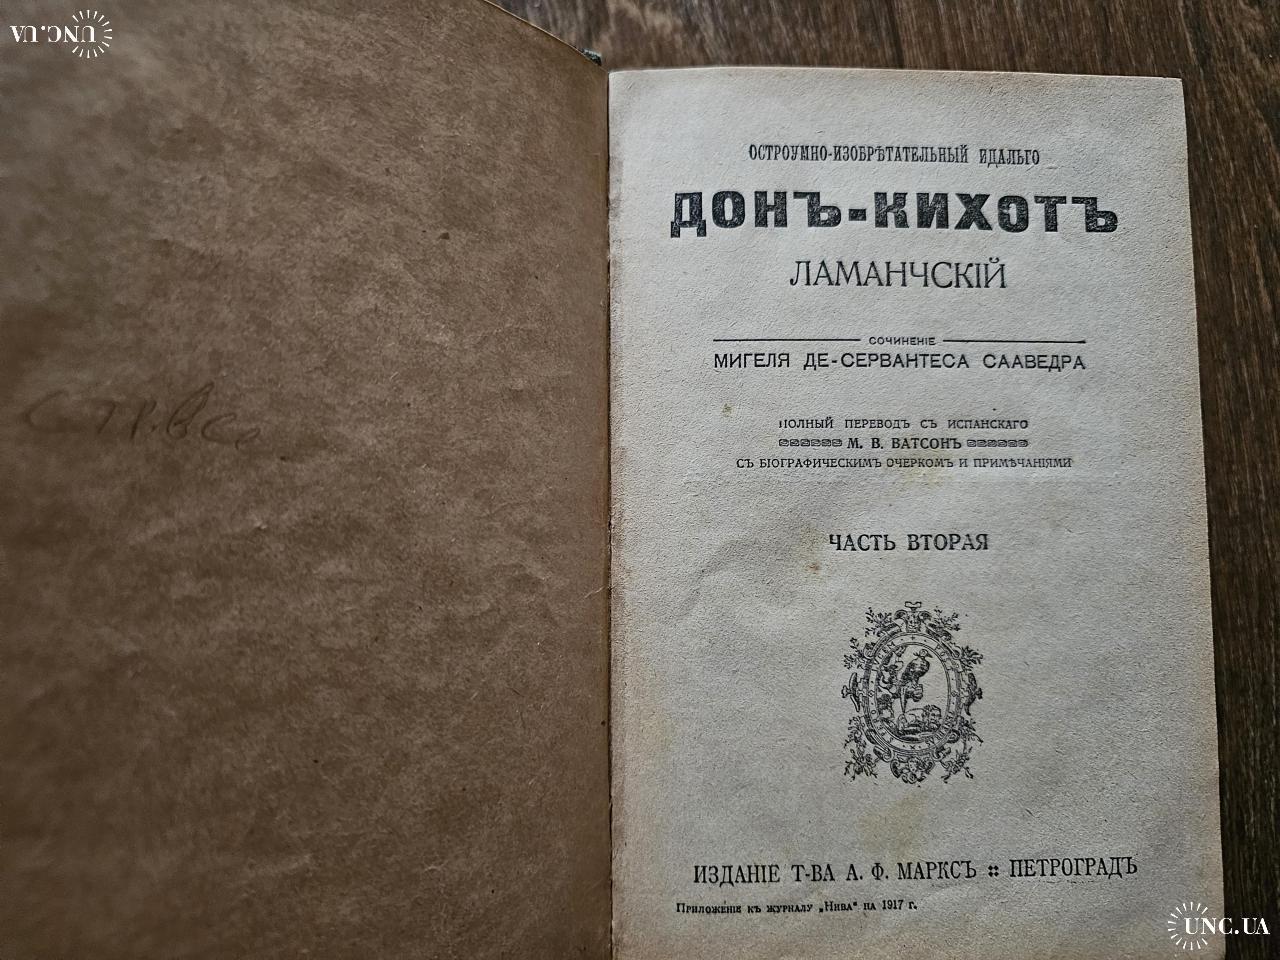 UNC.UA
ОСТРОУМНО-ИЗОБРѢТАТЕЛЬНЫЙ ИДАЛЬГО
ДОНЪ-КИХОТЪ
ЛАМАНЧСКІЙ
СОЧИНЕНІЕ
МИГЕЛЯ ДЕ-СЕРВАНТЕСА СААВЕДРА
ПОЛНЫЙ ПЕРЕВОДЪ СЪ ИСПАНСКАГО
М. В. ВАТСОНЪ
СЪ БІОГРАФИЧЕСКИМЪ ОЧЕРКОМЪ И ПРИМѢЧАНІЯМИ
ЧАСТЬ ВТОРАЯ
ИЗДАНІЕ Т-ВА А. Ф. МАРКСЪ :: ПЕТРОГРАДЪ
Приложеніе къ журналу „Нива“ на 1917 г.
UNC.UA